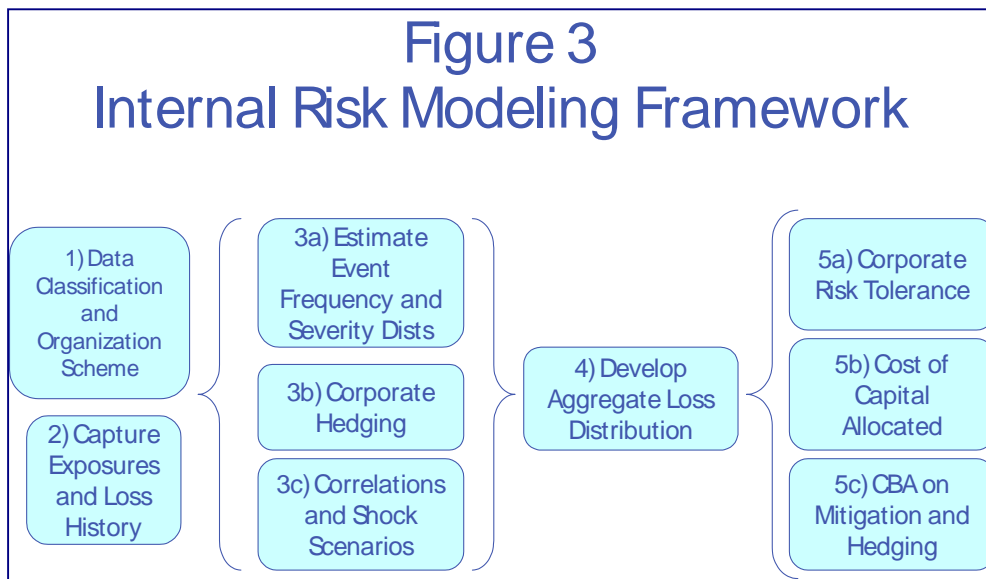 Figure 3
Internal Risk Modeling Framework
1) Data
Classification
and
Organization
Scheme
2) Capture
Exposures
and Loss
History
3a) Estimate
Event
Frequency and
Severity Dists
3b) Corporate
Hedging
3c) Correlations
and Shock
Scenarios
4) Develop
Aggregate Loss
Distribution
5a) Corporate
Risk Tolerance
5b) Cost of
Capital
Allocated
5c) CBA on
Mitigation and
Hedging